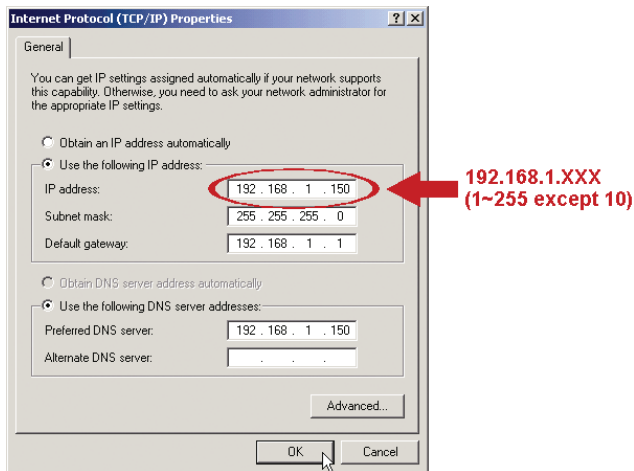 Internet Protocol (TCP/IP) Properties
General
You can get IP settings assigned automatically if your network supports
this capability. Otherwise, you need to ask your network administrator for
the appropriate IP settings.
Obtain an IP address automatically
Use the following IP address:
IP address: 192 . 168 . 1 . 150
192.168.1.XXX
(1~255 except 10)
Subnet mask: 255 . 255 . 255 . 0
Default gateway: 192 . 168 . 1 . 1
Obtain DNS server address automatically
Use the following DNS server addresses:
Preferred DNS server: 192 . 168 . 1 . 150
Alternate DNS server: . . .
Advanced...
OK Cancel